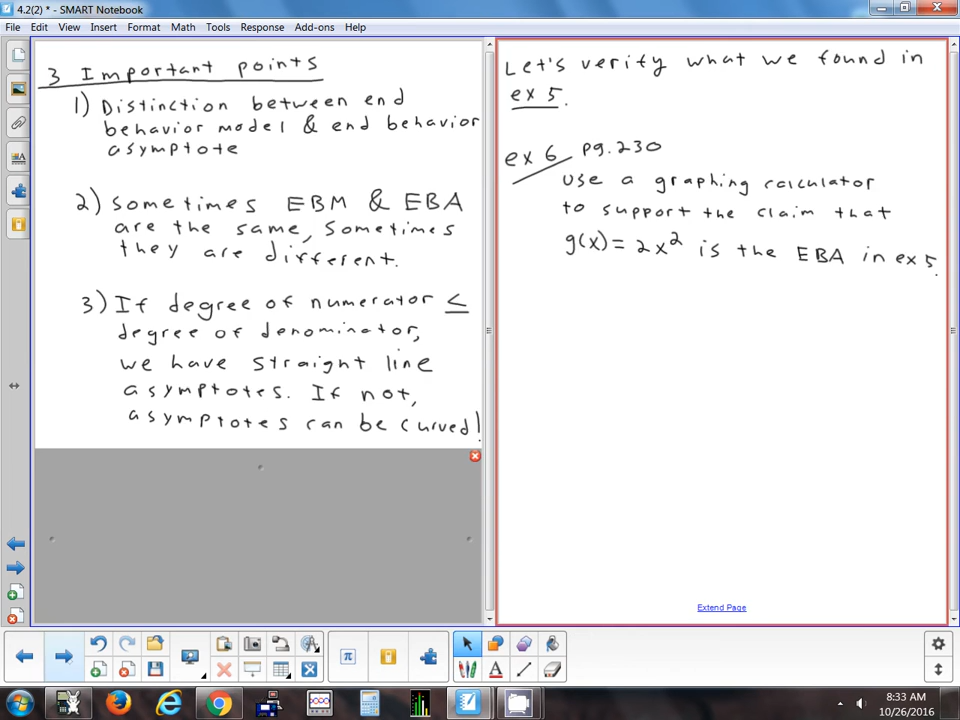 4.2(2) * - SMART Notebook
File Edit View Insert Format Math Tools Response Add-ons Help
3 Important points
1) Distinction between end
behavior model & end behavior
asymptote
2) Sometimes EBM & EBA
are the same, Sometimes
they are different.
3) If degree of numerator ≤
degree of denominator,
we have straight line
asymptotes. If not,
asymptotes can be curved!
Let's verify what we found in
ex 5.
ex 6 pg. 230
Use a graphing calculator
to support the claim that
g(x) = 2x² is the EBA in ex 5.
Extend Page
8:33 AM
10/26/2016